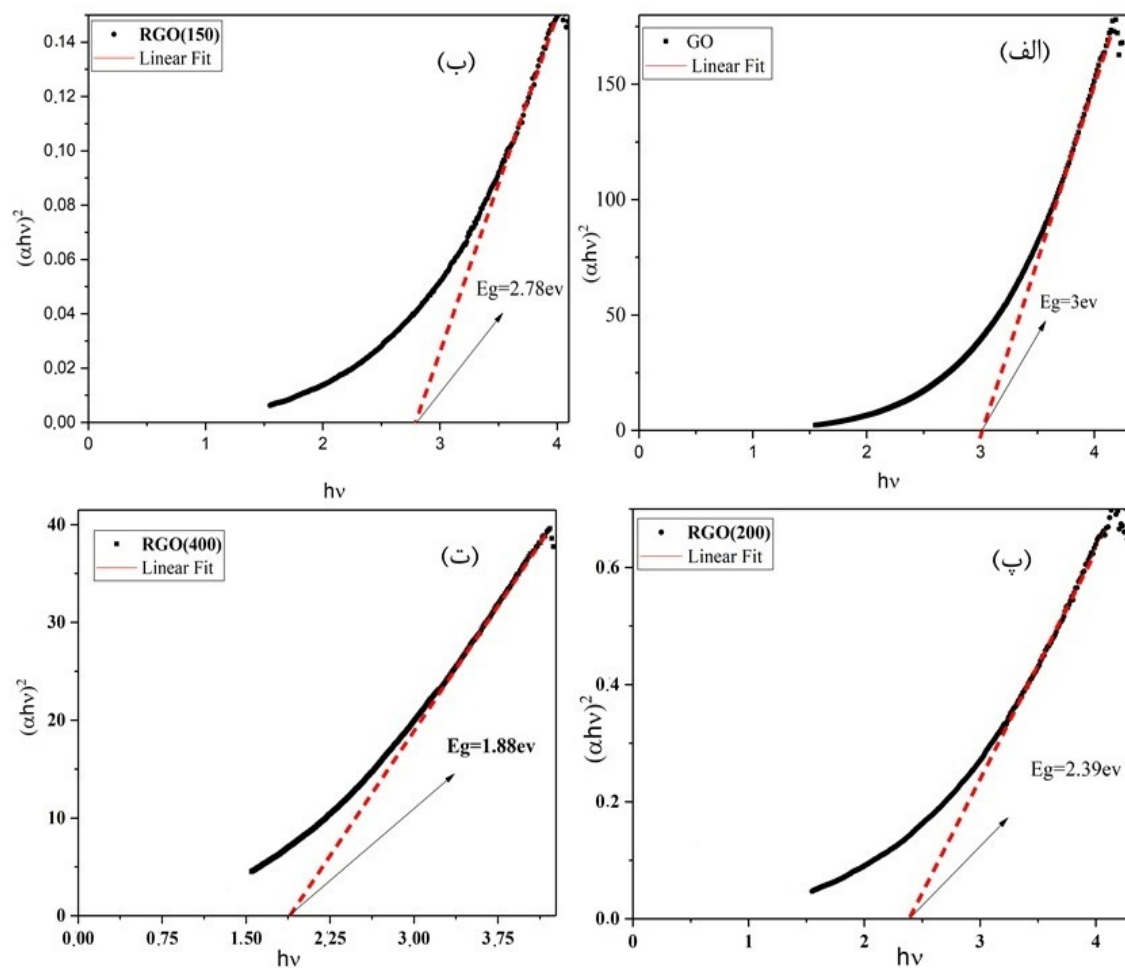 RGO(150)
Linear Fit
(ب)
0.14
0.12
0.10
0.08
0.06
0.04
0.02
0.00
(αhν)²
Eg=2.78ev
0 1 2 3 4
hν
GO
Linear Fit
(الف)
150
100
50
0
(αhν)²
Eg=3ev
0 1 2 3 4
hν
RGO(400)
Linear Fit
(ت)
40
30
20
10
0
(αhν)²
Eg=1.88ev
0.00 0.75 1.50 2.25 3.00 3.75
hν
RGO(200)
Linear Fit
(پ)
0.6
0.4
0.2
0.0
(αhν)²
Eg=2.39ev
0 1 2 3 4
hν